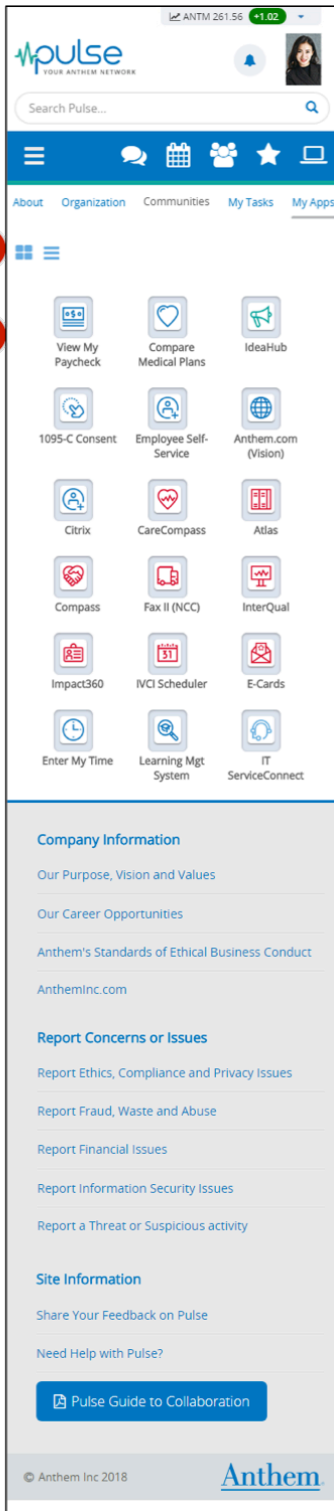 ANTM 261.56 +1.02
pulse
YOUR ANTHEM NETWORK
Search Pulse...
About Organization Communities My Tasks My Apps
View My Paycheck
Compare Medical Plans
IdeaHub
1095-C Consent
Employee Self-Service
Anthem.com (Vision)
Citrix
CareCompass
Atlas
Compass
Fax II (NCC)
InterQual
Impact360
31
IVCI Scheduler
E-Cards
Enter My Time
Learning Mgt System
IT ServiceConnect
Company Information
Our Purpose, Vision and Values
Our Career Opportunities
Anthem's Standards of Ethical Business Conduct
AnthemInc.com
Report Concerns or Issues
Report Ethics, Compliance and Privacy Issues
Report Fraud, Waste and Abuse
Report Financial Issues
Report Information Security Issues
Report a Threat or Suspicious activity
Site Information
Share Your Feedback on Pulse
Need Help with Pulse?
Pulse Guide to Collaboration
© Anthem Inc 2018
Anthem